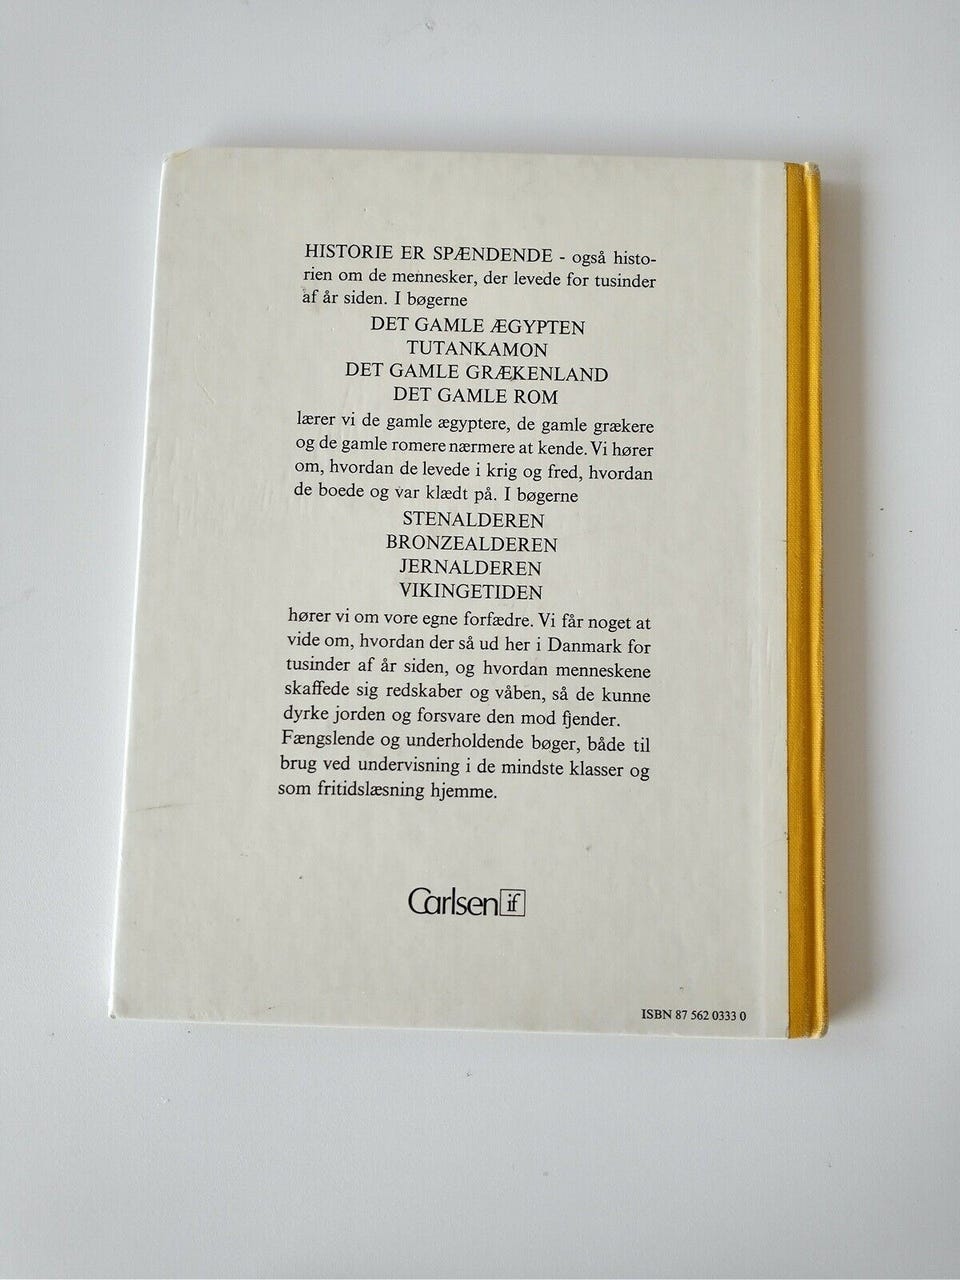 HISTORIE ER SPÆNDENDE - også histo-
rien om de mennesker, der levede for tusinder
af år siden. I bøgerne
DET GAMLE ÆGYPTEN
TUTANKAMON
DET GAMLE GRÆKENLAND
DET GAMLE ROM
lærer vi de gamle ægyptere, de gamle grækere
og de gamle romere nærmere at kende. Vi hører
om, hvordan de levede i krig og fred, hvordan
de boede og var klædt på. I bøgerne
STENALDEREN
BRONZEALDEREN
JERNALDEREN
VIKINGETIDEN
hører vi om vore egne forfædre. Vi får noget at
vide om, hvordan der så ud her i Danmark for
tusinder af år siden, og hvordan menneskene
skaffede sig redskaber og våben, så de kunne
dyrke jorden og forsvare den mod fjender.
Fængslende og underholdende bøger, både til
brug ved undervisning i de mindste klasser og
som fritidslæsning hjemme.
Carlsen if
ISBN 87 562 0333 0